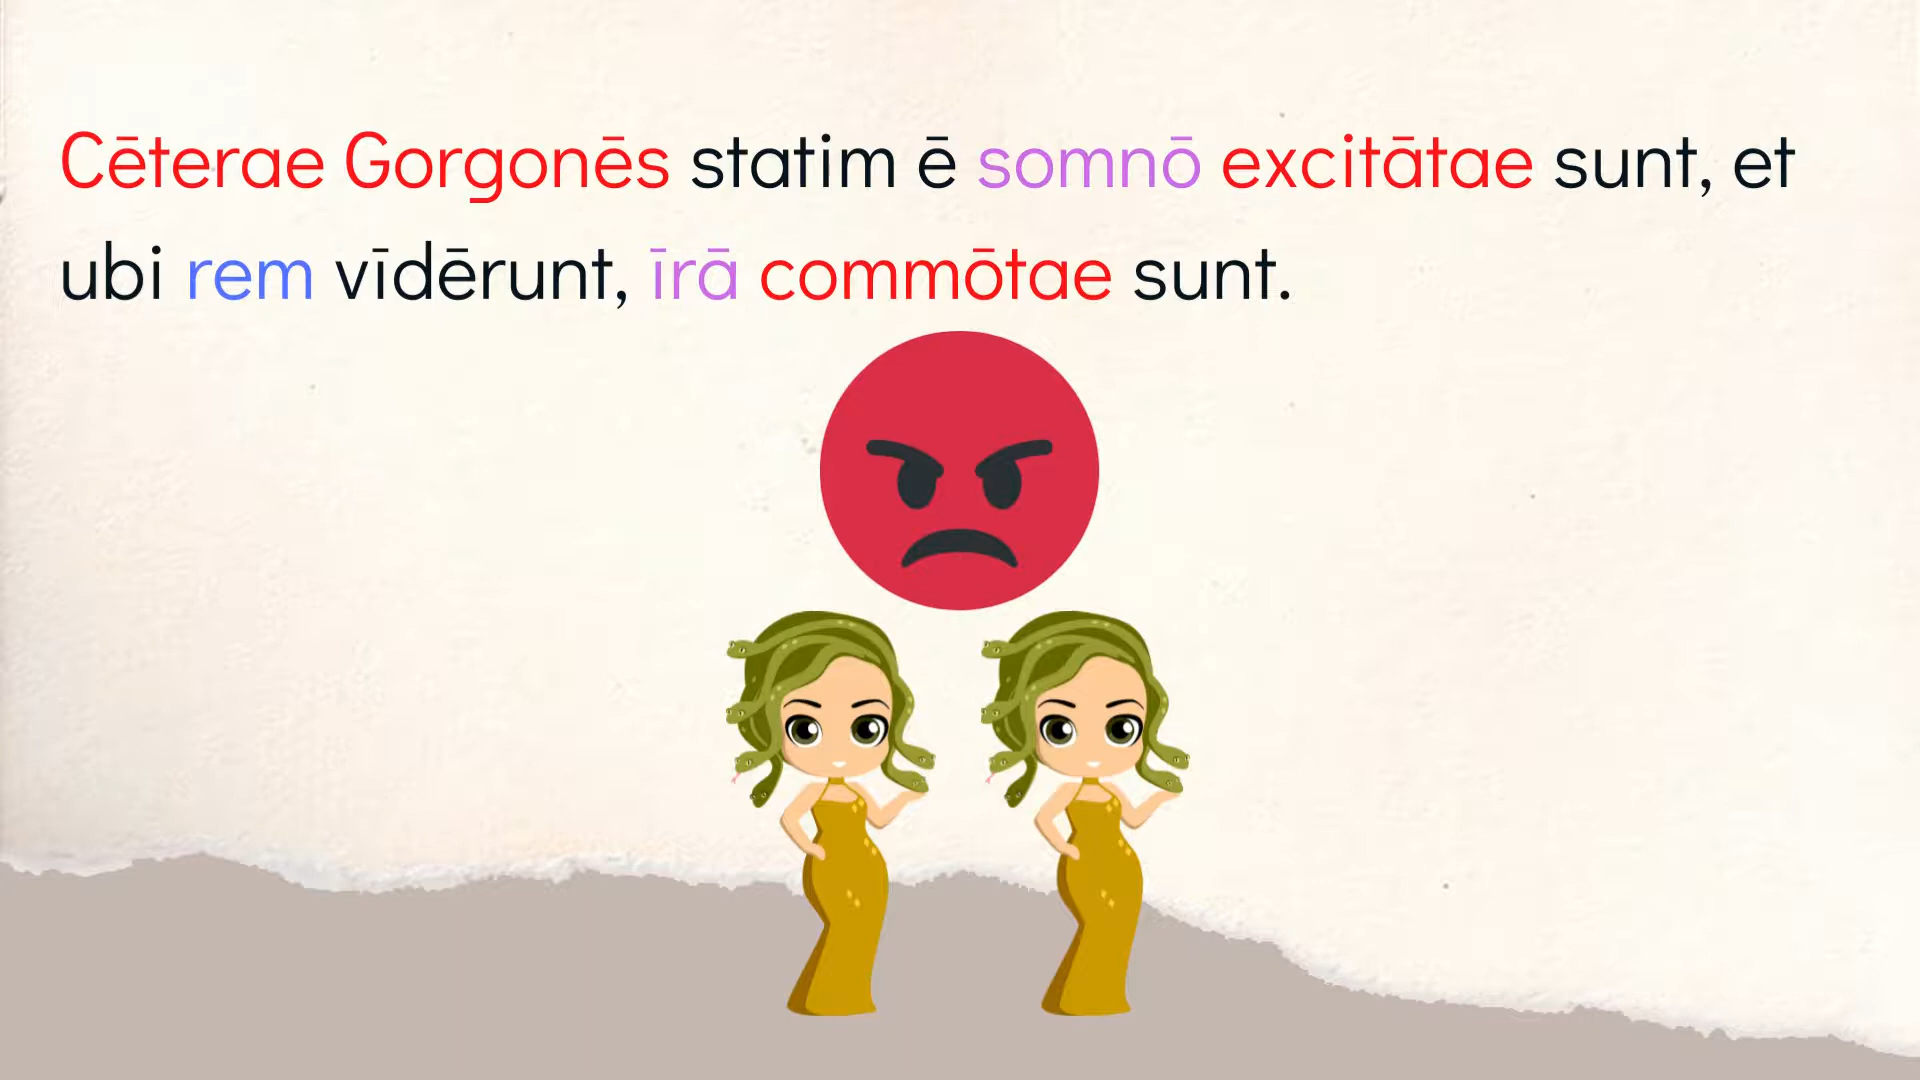 Cēterae Gorgonēs statim ē somnō excitātae sunt, et
ubi rem vīdērunt, īrā commōtae sunt.